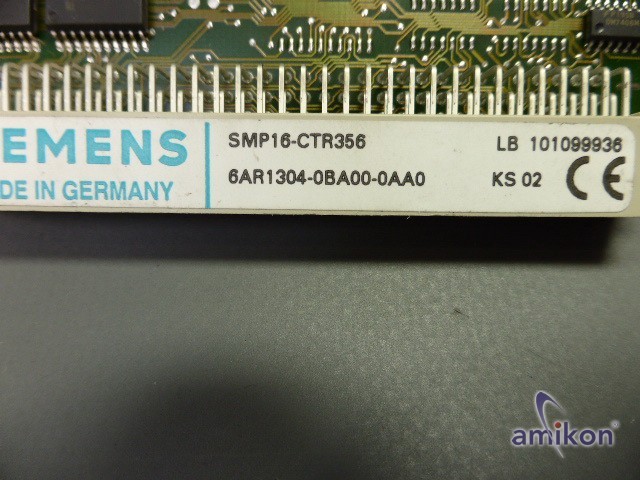 SMP16-CTR356
LB 101099936
EMENS
6AR1304-0BA00-0AA0
KS 02 CE
DE IN GERMANY
amikon